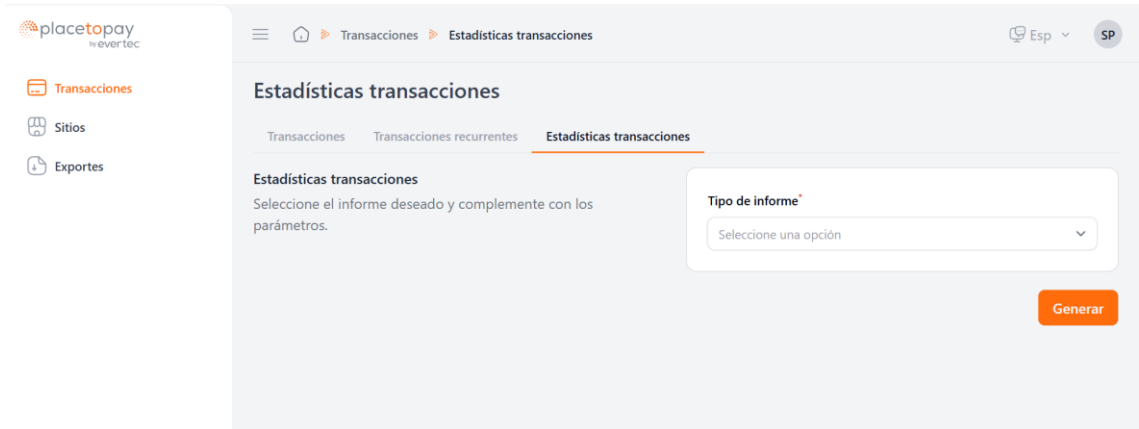 placetopay
by evertec
Transacciones
Sitios
Exportes
Transacciones Estadísticas transacciones
Esp
SP
Estadísticas transacciones
Transacciones Transacciones recurrentes Estadísticas transacciones
Estadísticas transacciones
Seleccione el informe deseado y complemente con los
parámetros.
Tipo de informe*
Seleccione una opción
Generar